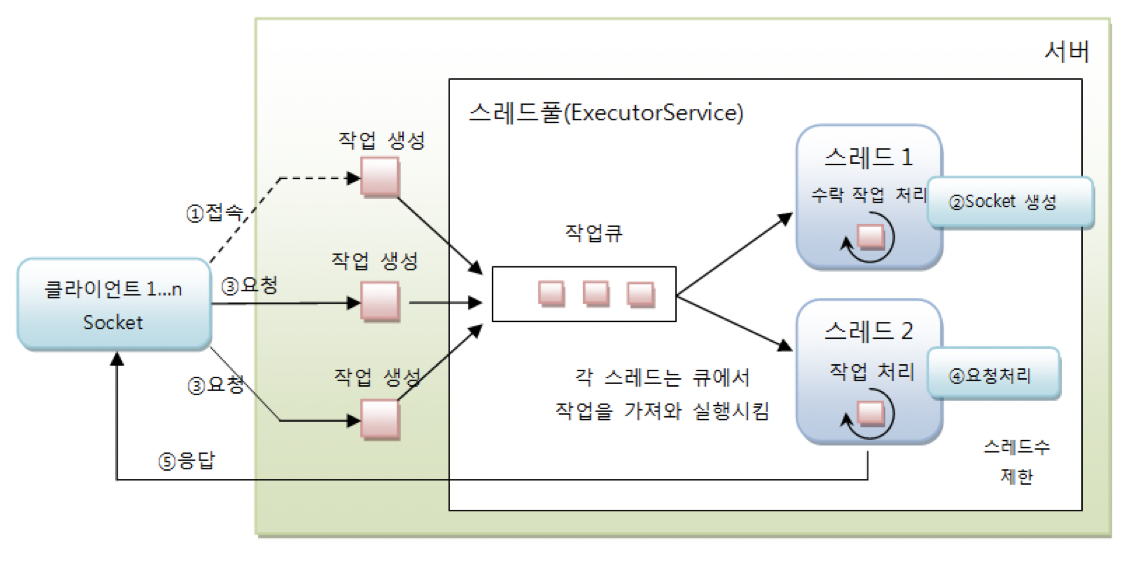 서버
스레드풀(ExecutorService)
작업 생성
①접속
스레드 1
수락 작업 처리
②Socket 생성
작업큐
작업 생성
③요청
클라이언트 1...n
Socket
스레드 2
작업 처리
④요청처리
작업 생성
③요청
각 스레드는 큐에서
작업을 가져와 실행시킴
스레드수
제한
⑤응답